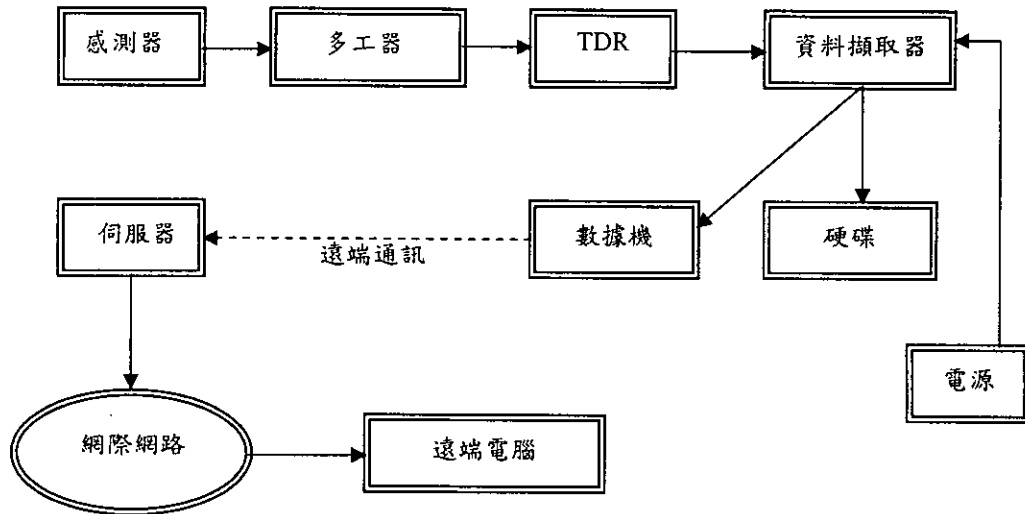 感測器
多工器
TDR
資料擷取器
伺服器
遠端通訊
數據機
硬碟
電源
網際網路
遠端電腦